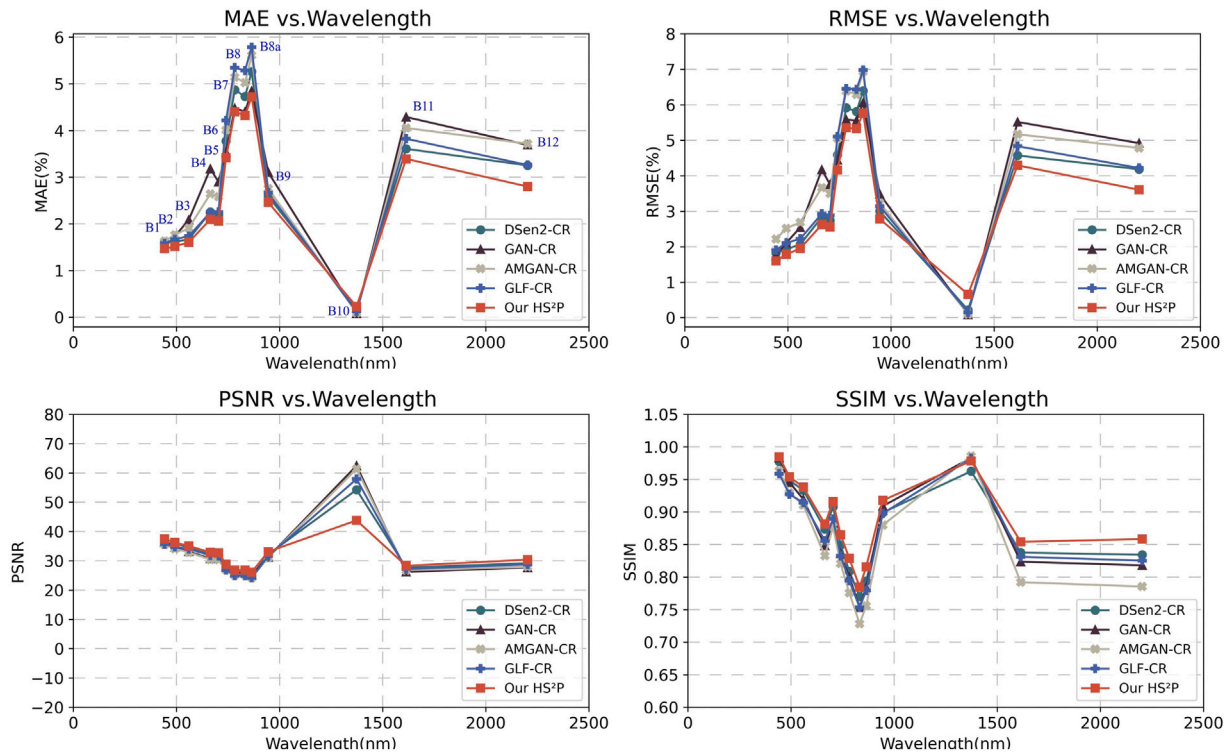 MAE vs.Wavelength
6
5
4
3
2
1
0
MAE(%)
B1
B2
B3
B4
B5
B6
B7
B8
B8a
B9
B10
B11
B12
DSen2-CR
GAN-CR
AMGAN-CR
GLF-CR
Our HS²P
0
500
1000
1500
2000
2500
Wavelength(nm)
RMSE vs.Wavelength
8
7
6
5
4
3
2
1
0
RMSE(%)
DSen2-CR
GAN-CR
AMGAN-CR
GLF-CR
Our HS²P
0
500
1000
1500
2000
2500
Wavelength(nm)
PSNR vs.Wavelength
80
70
60
50
40
30
20
10
0
−10
−20
PSNR
DSen2-CR
GAN-CR
AMGAN-CR
GLF-CR
Our HS²P
0
500
1000
1500
2000
2500
Wavelength(nm)
SSIM vs.Wavelength
1.05
1.00
0.95
0.90
0.85
0.80
0.75
0.70
0.65
0.60
SSIM
DSen2-CR
GAN-CR
AMGAN-CR
GLF-CR
Our HS²P
0
500
1000
1500
2000
2500
Wavelength(nm)